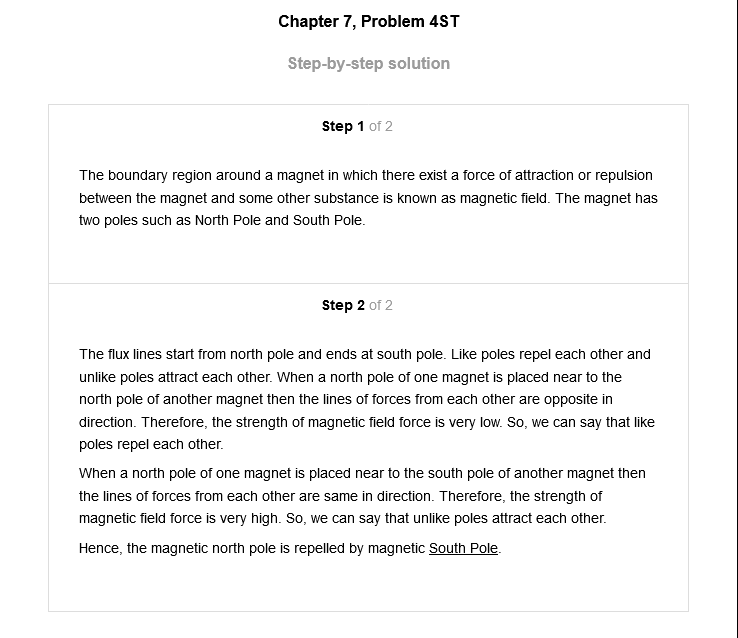 Chapter 7, Problem 4ST
Step-by-step solution
Step 1 of 2
The boundary region around a magnet in which there exist a force of attraction or repulsion
between the magnet and some other substance is known as magnetic field. The magnet has
two poles such as North Pole and South Pole.
Step 2 of 2
The flux lines start from north pole and ends at south pole. Like poles repel each other and
unlike poles attract each other. When a north pole of one magnet is placed near to the
north pole of another magnet then the lines of forces from each other are opposite in
direction. Therefore, the strength of magnetic field force is very low. So, we can say that like
poles repel each other.
When a north pole of one magnet is placed near to the south pole of another magnet then
the lines of forces from each other are same in direction. Therefore, the strength of
magnetic field force is very high. So, we can say that unlike poles attract each other.
Hence, the magnetic north pole is repelled by magnetic South Pole.